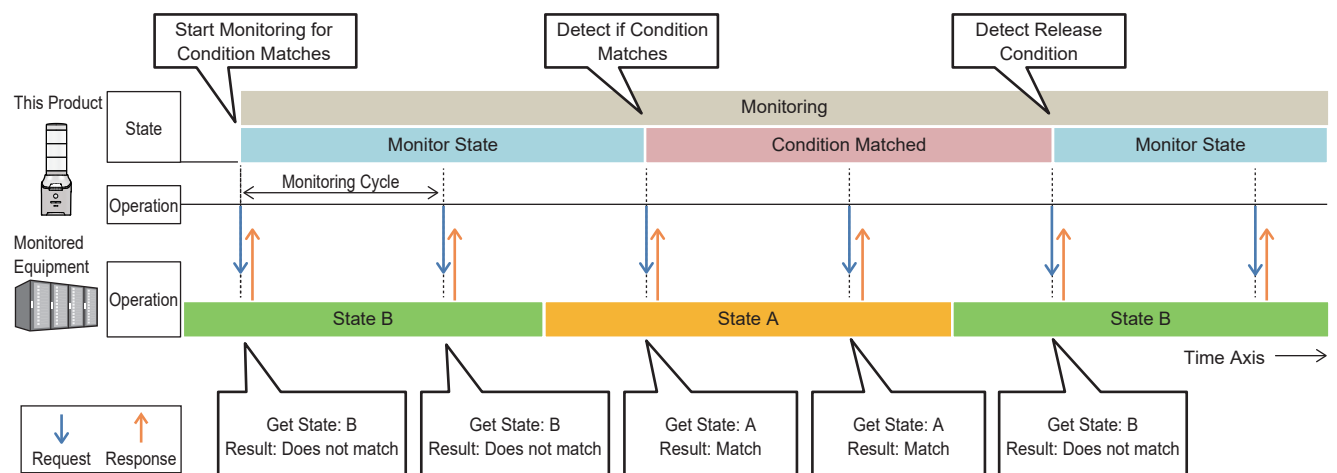 Start Monitoring for
Condition Matches
Detect if Condition
Matches
Detect Release
Condition
This Product
State
Monitoring
Monitor State
Condition Matched
Monitor State
Monitoring Cycle
Operation
Monitored
Equipment
Operation
State B
State A
State B
Time Axis
Get State: B
Result: Does not match
Get State: B
Result: Does not match
Get State: A
Result: Match
Get State: A
Result: Match
Get State: B
Result: Does not match
Request
Response